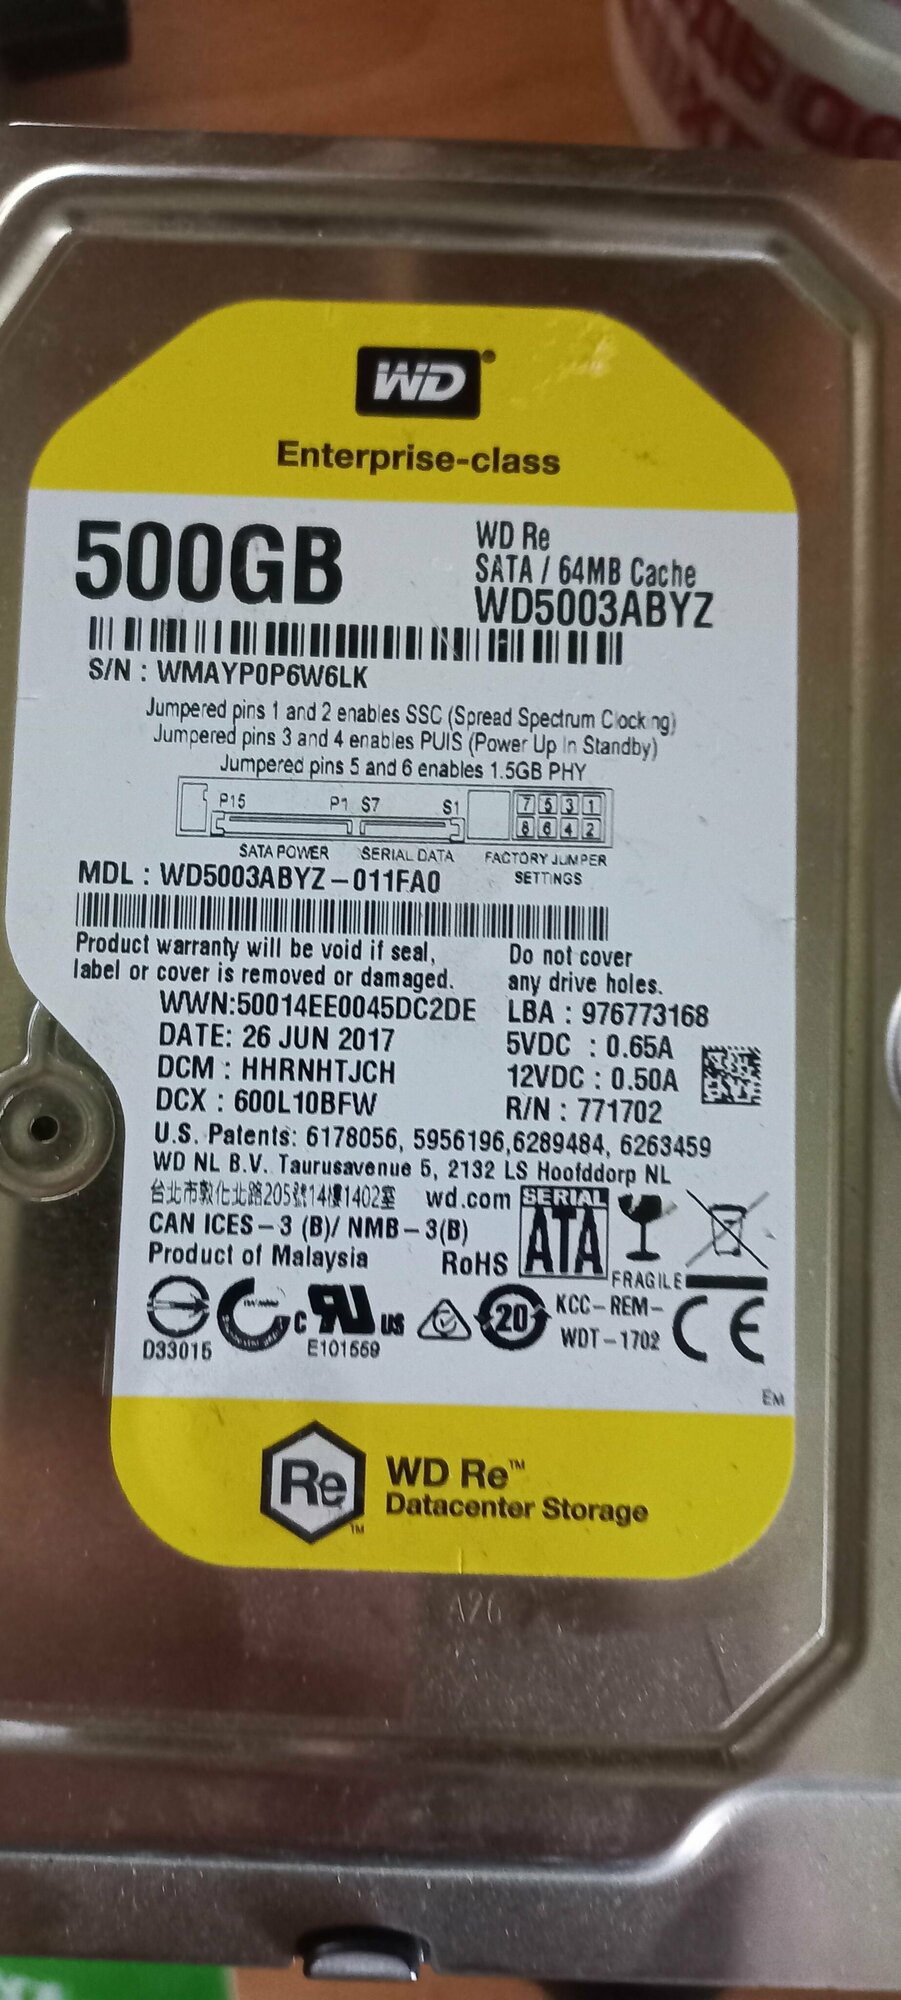 WD
Enterprise-class
500GB
WD Re
SATA / 64MB Cache
WD5003ABYZ
S/N : WMAYP0P6W6LK
Jumpered pins 1 and 2 enables SSC (Spread Spectrum Clocking)
Jumpered pins 3 and 4 enables PUIS (Power Up In Standby)
Jumpered pins 5 and 6 enables 1.5GB PHY
P15 P1 S7 S1 7 5 3 1
8 6 4 2
SATA POWER SERIAL DATA FACTORY JUMPER
SETTINGS
MDL : WD5003ABYZ-011FA0
Product warranty will be void if seal,
label or cover is removed or damaged.
Do not cover
any drive holes.
WWN:50014EE0045DC2DE LBA : 976773168
DATE: 26 JUN 2017 5VDC : 0.65A
DCM : HHRNHTJCH 12VDC : 0.50A
DCX : 600L10BFW R/N : 771702
U.S. Patents: 6178056, 5956196,6289484, 6263459
WD NL B.V. Taurusavenue 5, 2132 LS Hoofddorp NL
台北市敦化北路205號14樓1402室 wd.com SERIAL
ATA
CAN ICES-3 (B)/ NMB-3(B)
Product of Malaysia RoHS FRAGILE
D33015
c RU US
E101559
20
KCC-REM-
WDT-1702
CE
EM
Re TM
WD Re™
Datacenter Storage
A26